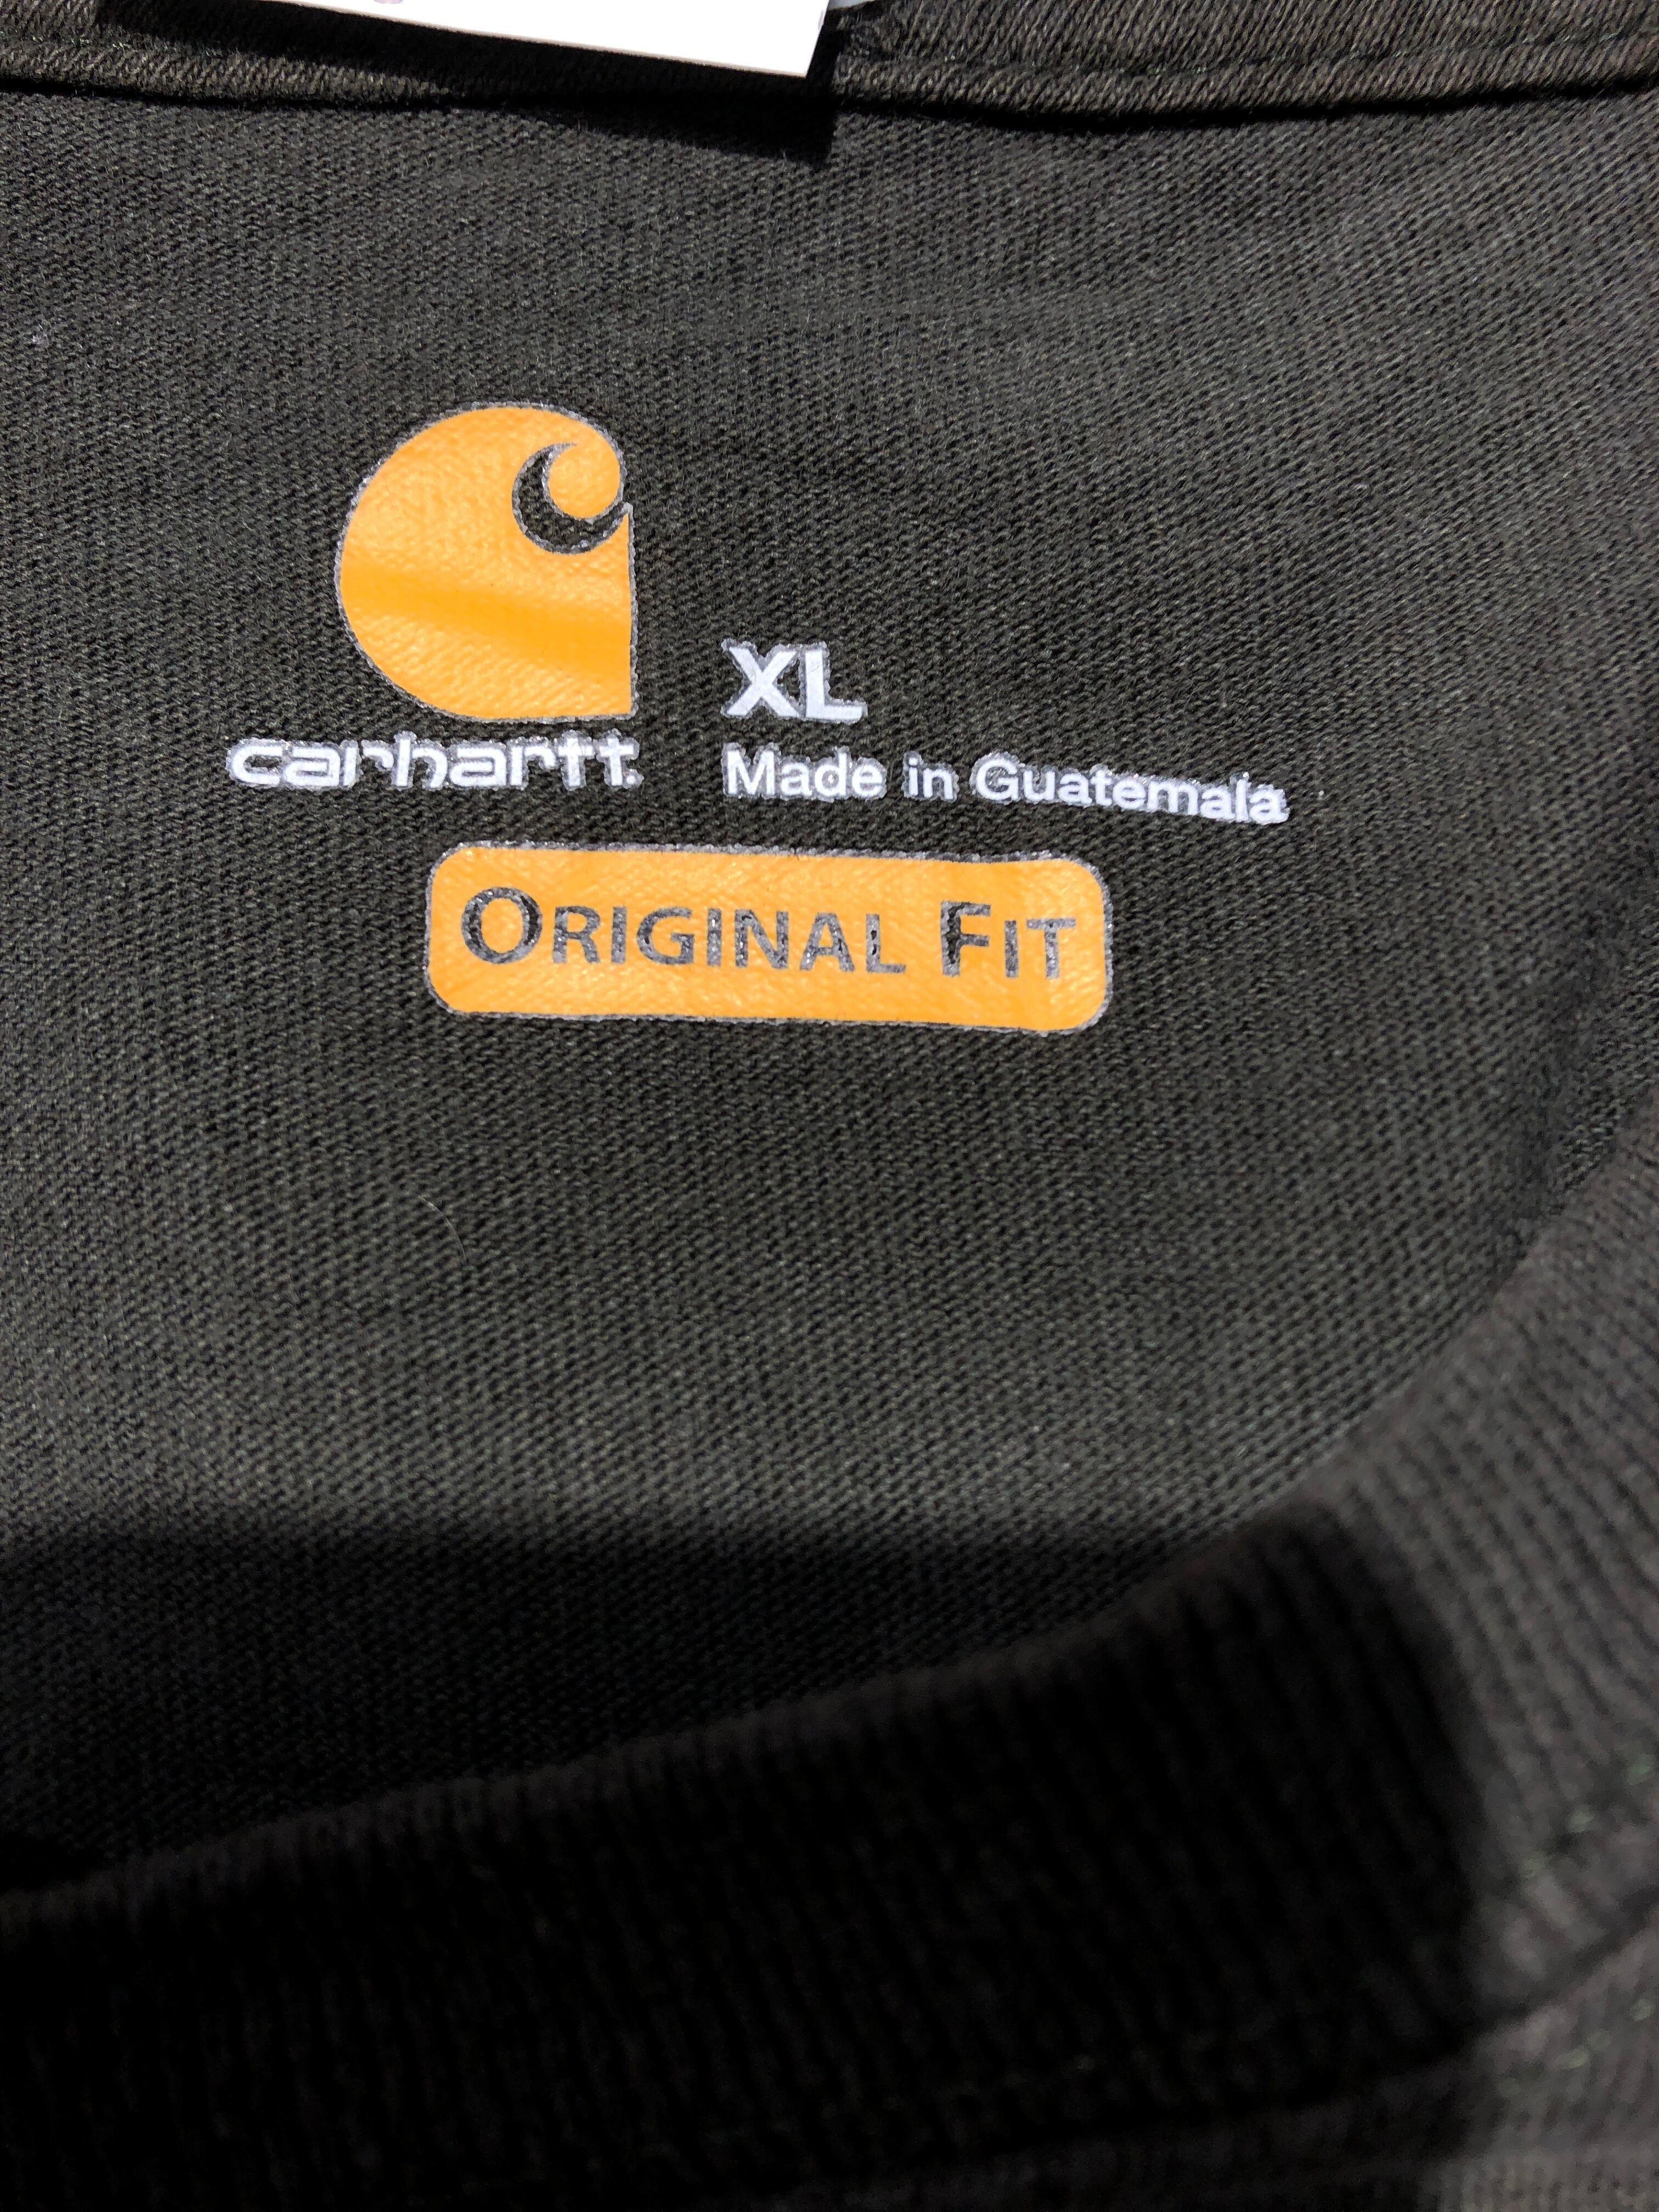 XL
carhartt
Made in Guatemala
ORIGINAL FIT